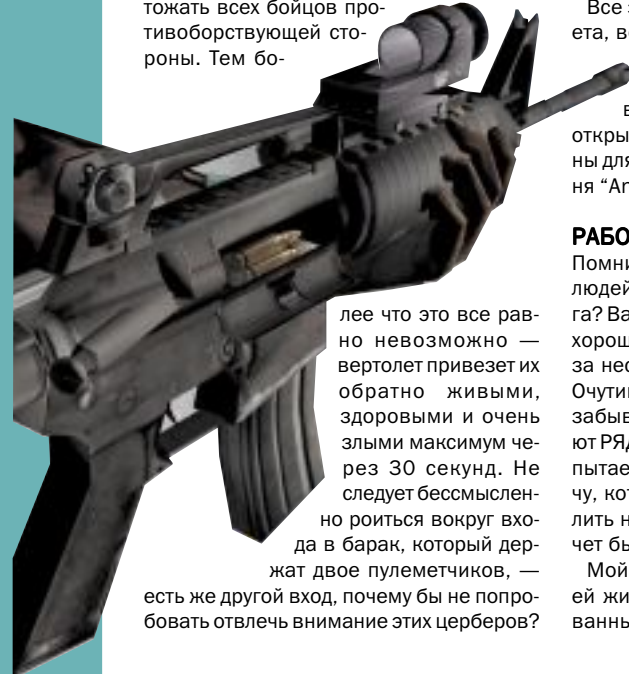 тожать всех бойцов про-
тивоборствующей сто-
роны. Тем бо-
лее что это все рав-
но невозможно —
вертолет привезет их
обратно живыми,
здоровыми и очень
злыми максимум че-
рез 30 секунд. Не
следует бессмыслен-
но роиться вокруг вхо-
да в барак, который дер-
жат двое пулеметчиков, —
есть же другой вход, почему бы не попро-
бовать отвлечь внимание этих церберов?
Все
ета, в
откры
ны для
ня “Ar
РАБО
Помни
людей
га? Ва
хорош
за нес
Очути
забыв
ют РЯД
пытае
чу, кот
лить н
чет бы
Мой
ей жи
ванны